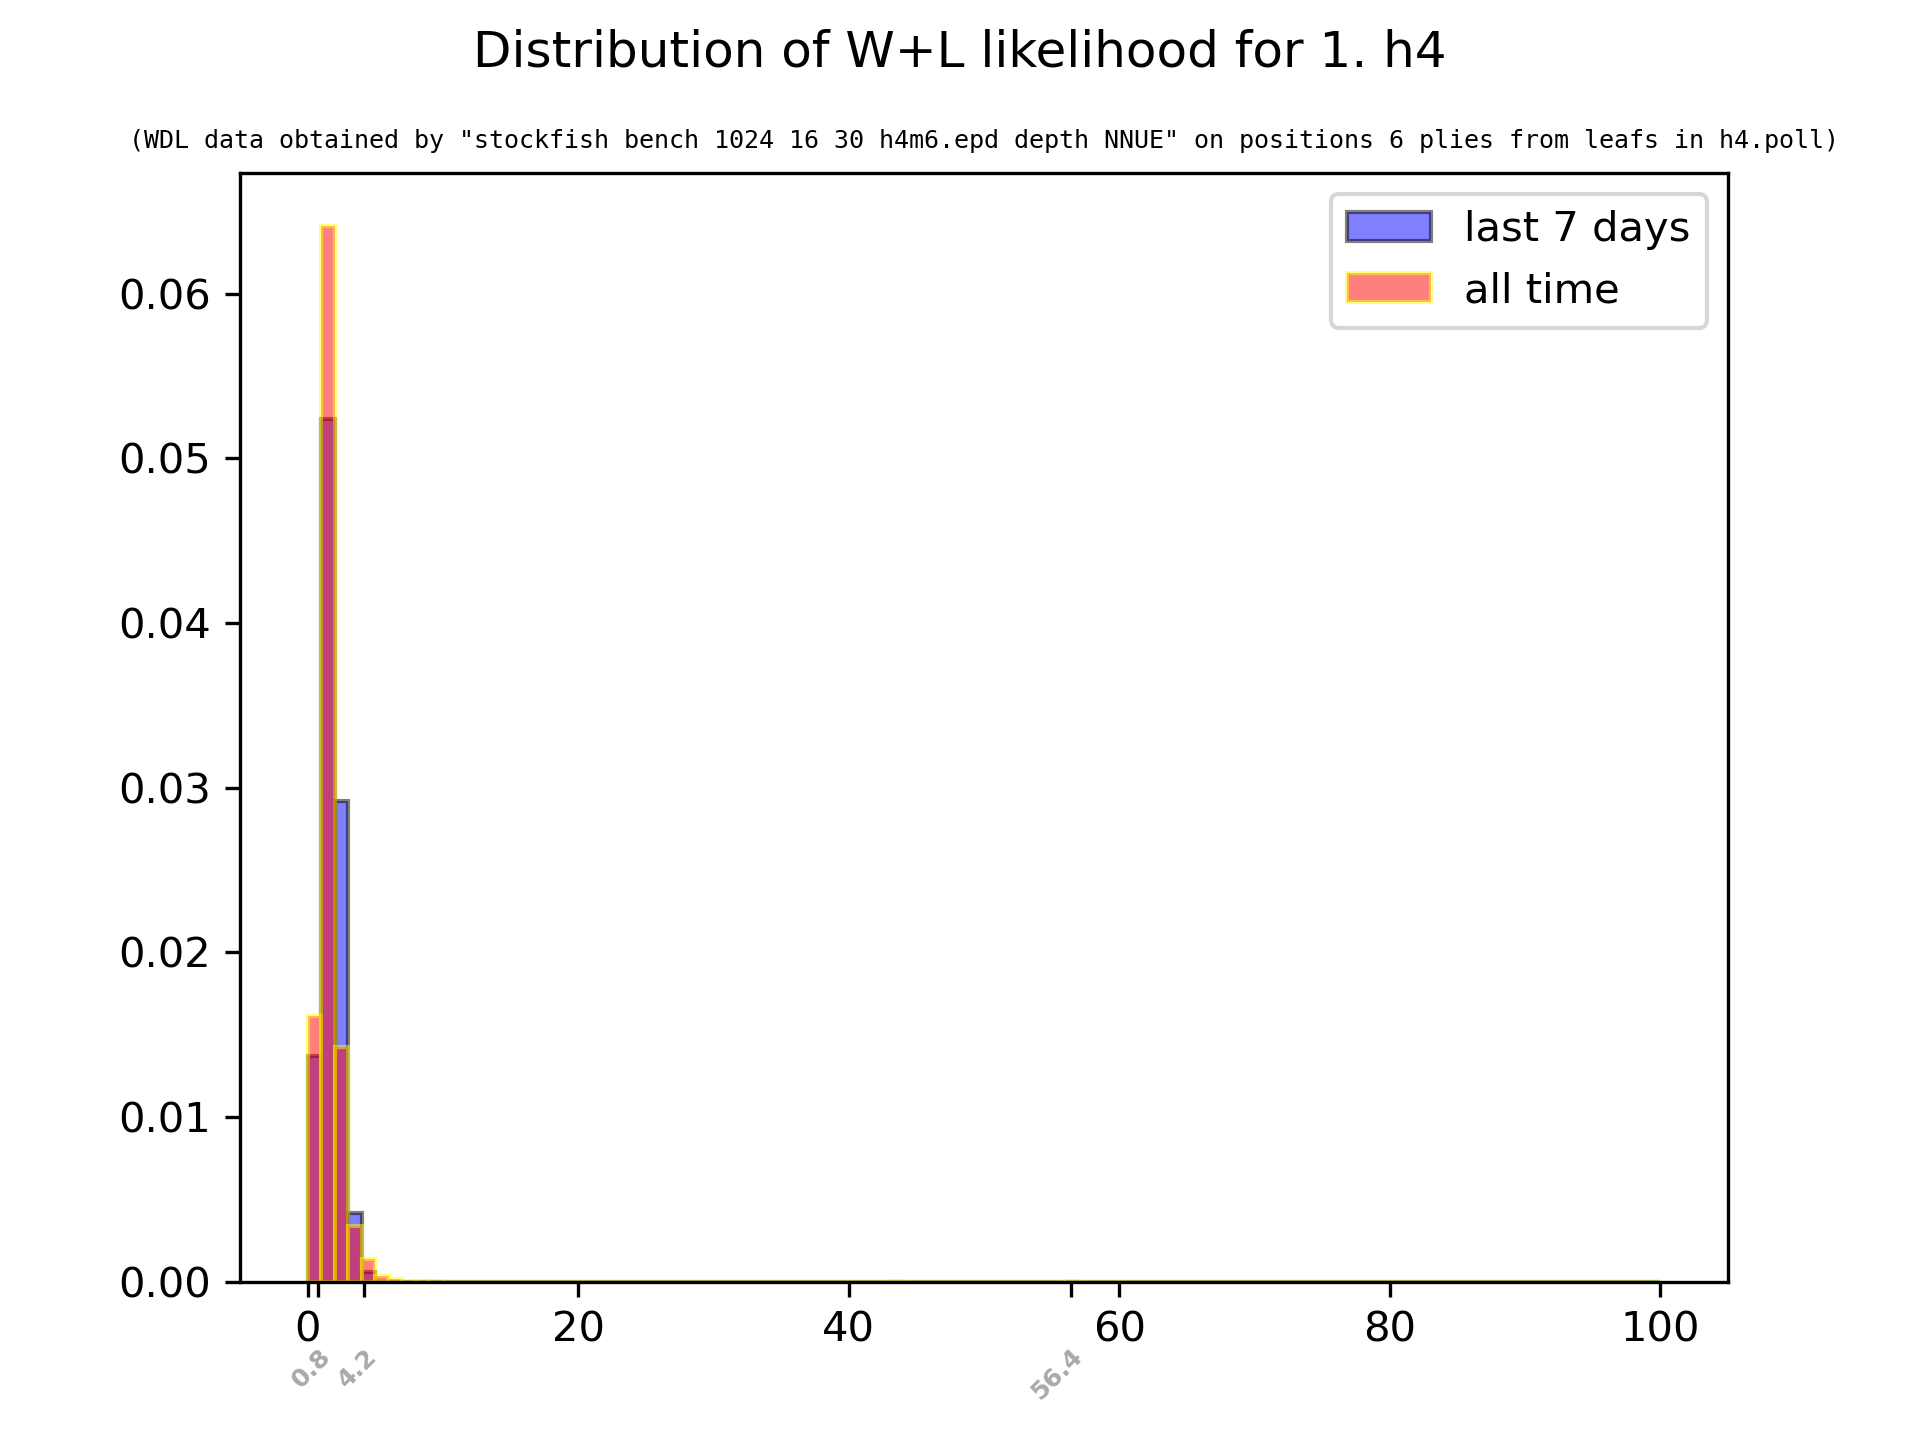 Distribution of W+L likelihood for 1. h4
(WDL data obtained by "stockfish bench 1024 16 30 h4m6.epd depth NNUE" on positions 6 plies from leafs in h4.poll)
last 7 days
all time
0.06
0.05
0.04
0.03
0.02
0.01
0.00
0 20 40 60 80 100
0.8 4.2 56.4